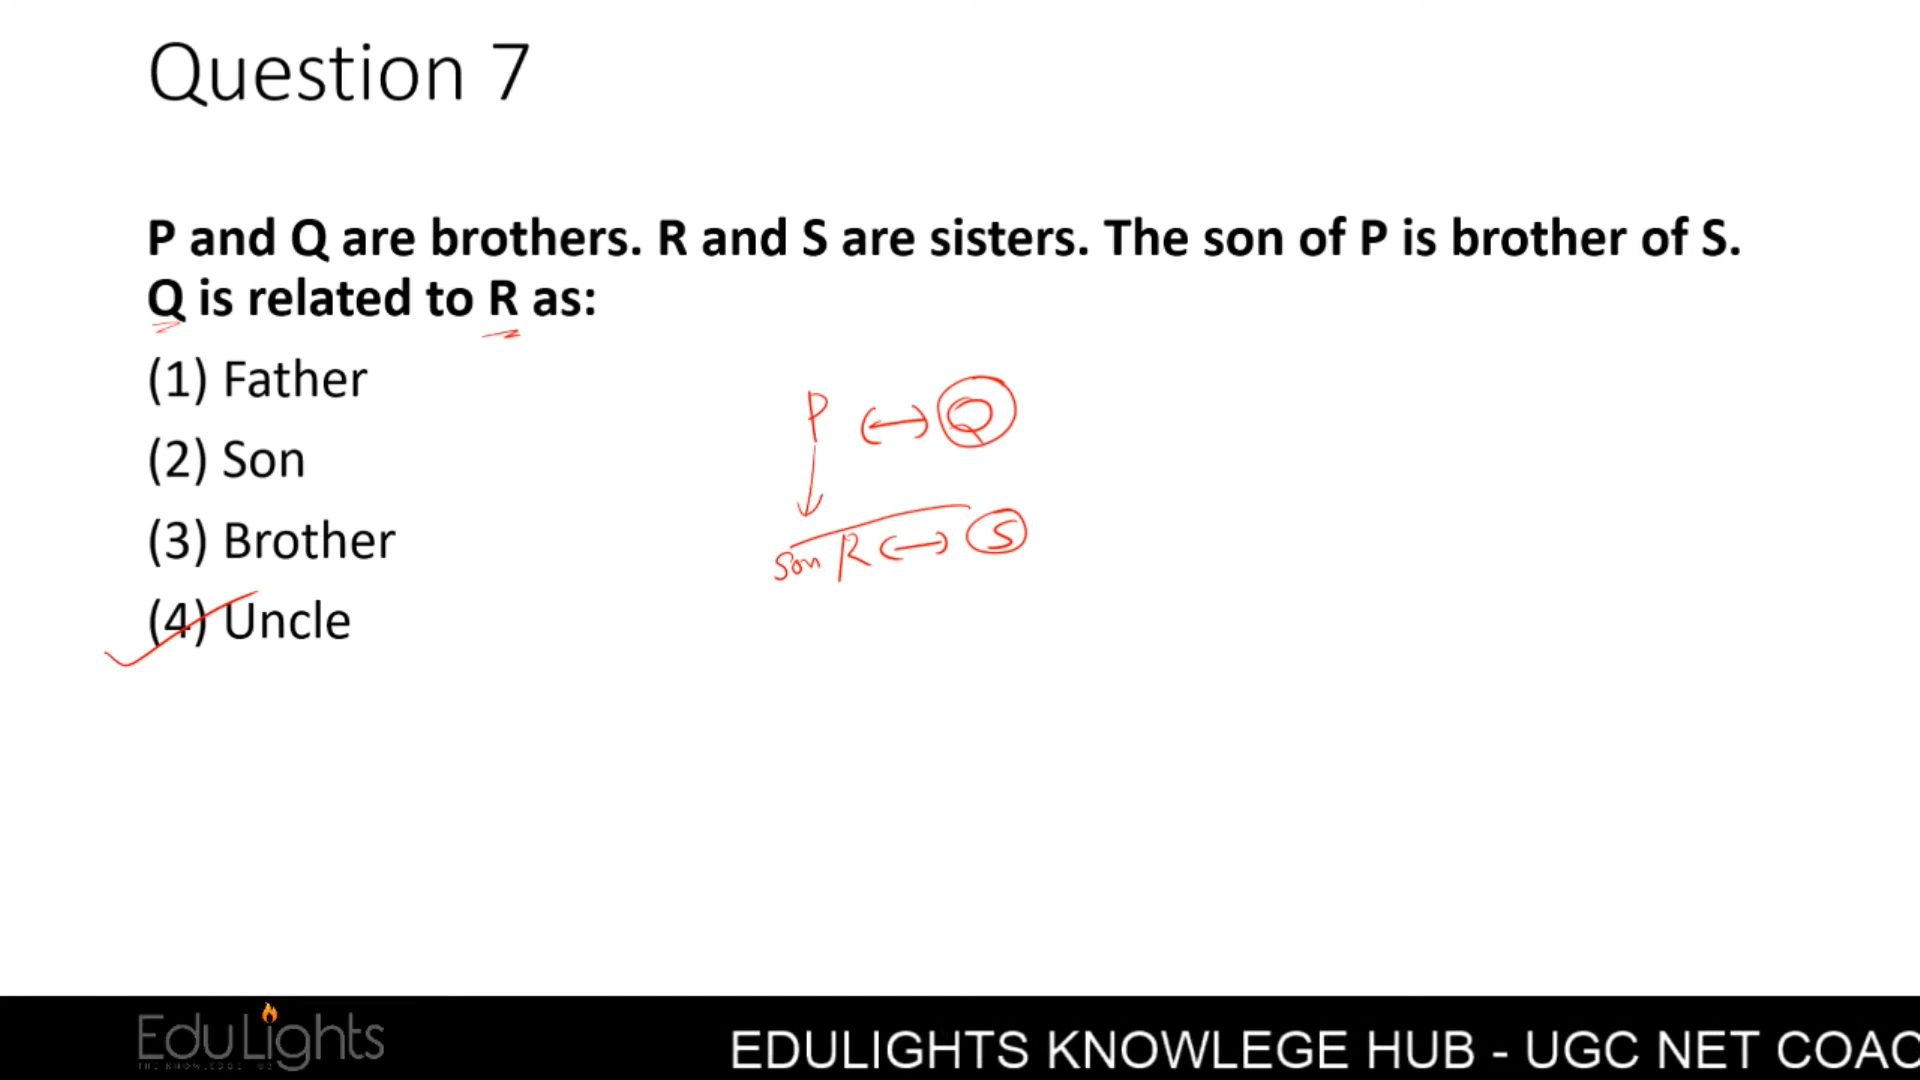 Question 7
P and Q are brothers. R and S are sisters. The son of P is brother of S.
Q is related to R as:
(1) Father
(2) Son
(3) Brother
(4) Uncle
P ↔ Q
son R ↔ S
EduLights
EDULIGHTS KNOWLEGE HUB - UGC NET COAC